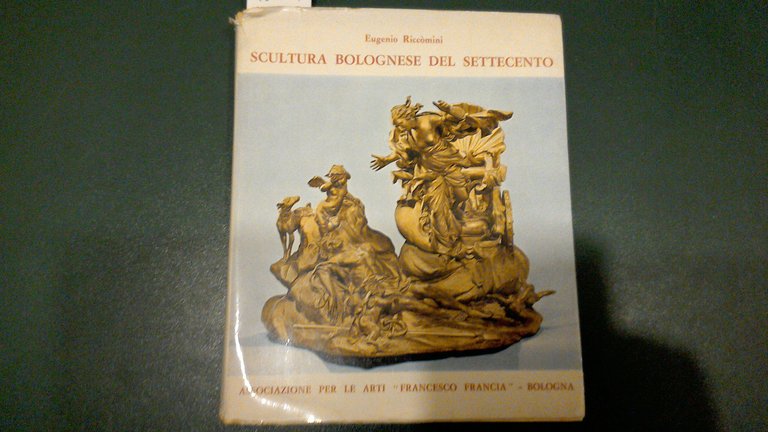 Eugenio Riccòmini
SCULTURA BOLOGNESE DEL SETTECENTO
ASSOCIAZIONE PER LE ARTI "FRANCESCO FRANCIA" - BOLOGNA